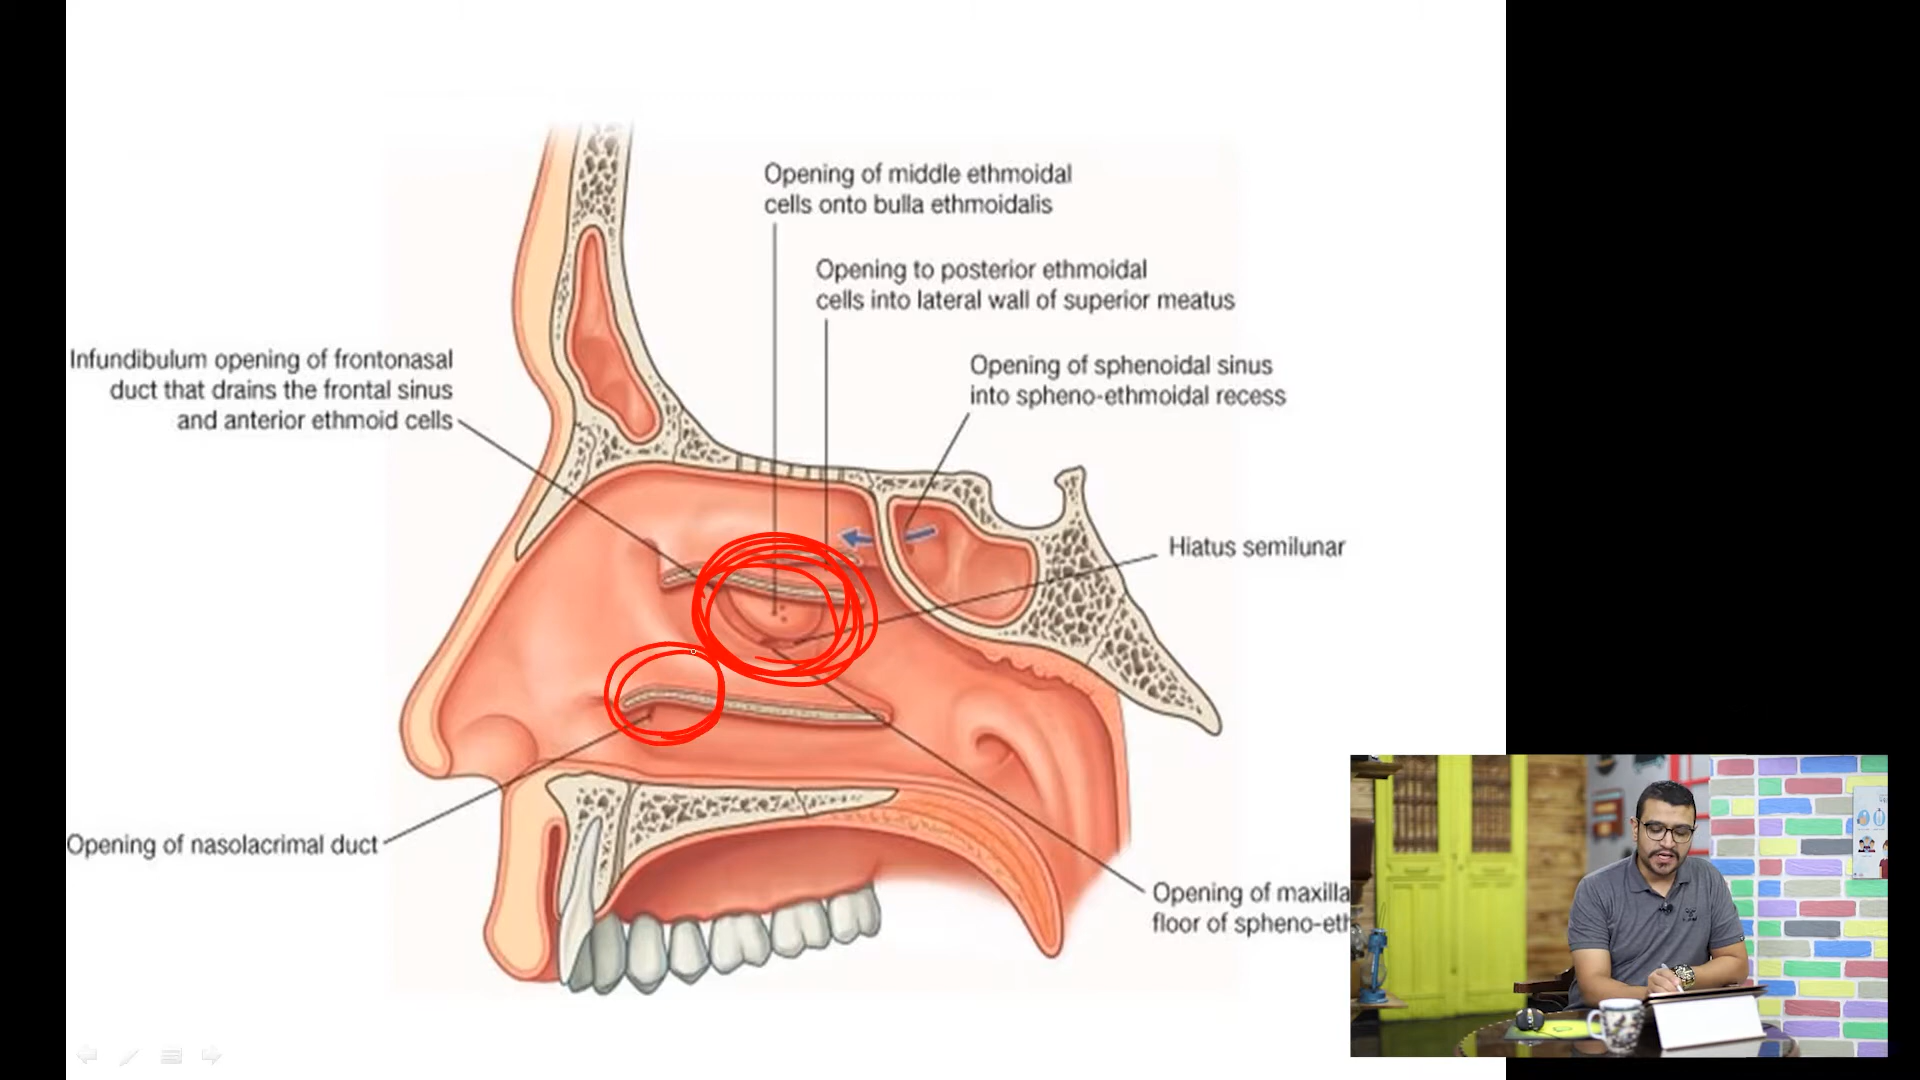 Opening of middle ethmoidal
cells onto bulla ethmoidalis
Opening to posterior ethmoidal
cells into lateral wall of superior meatus
Infundibulum opening of frontonasal
duct that drains the frontal sinus
and anterior ethmoid cells
Opening of sphenoidal sinus
into spheno-ethmoidal recess
Hiatus semilunar
Opening of nasolacrimal duct
Opening of maxilla
floor of spheno-eth